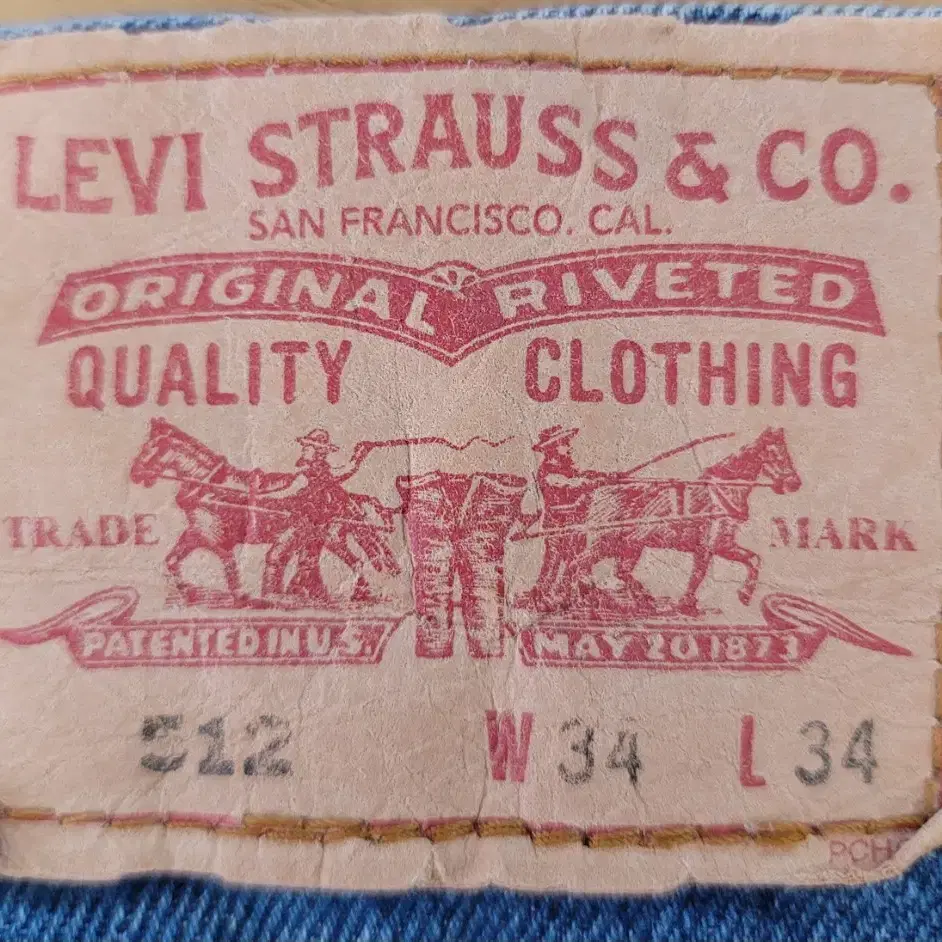 LEVI STRAUSS & CO.
SAN FRANCISCO, CAL.
ORIGINAL RIVETED
QUALITY CLOTHING
TRADE MARK
PATENTED IN U.S. MAY 20 1873
512 W 34 L 34